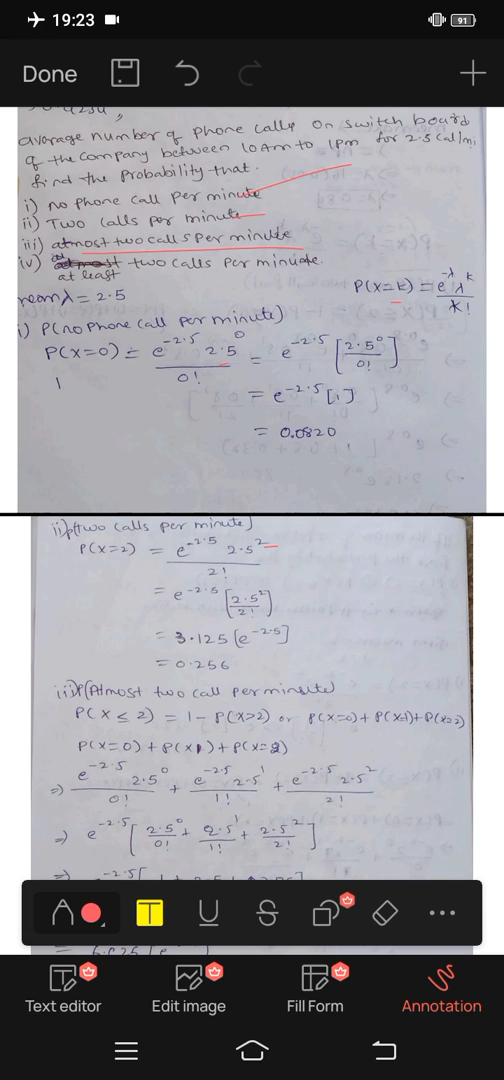 19:23
91
Done
average number of phone calls on switch board
of the company between 10 Am to 1pm for 2.5 Cal/mi
find the probability that.
i) no phone call per minute
ii) Two calls per minute
iii) atmost two calls per minute
iv) at least two calls per minute.
mean λ = 2.5
P(x=k) = e^-λ λ^k / k!
i) P(no phone call per minute)
P(x=0) = e^-2.5 2.5^0 / 0! = e^-2.5 [2.5^0 / 0!]
= e^-2.5 [1]
= 0.0820
ii) P(two calls per minute]
P(x=2) = e^-2.5 2.5^2 / 2!
= e^-2.5 [2.5^2 / 2!]
= 3.125 [e^-2.5]
= 0.256
iii) P(Atmost two call per minute)
P(x ≤ 2) = 1 - P(x>2) or P(x=0) + P(x=1) + P(x=2)
P(x=0) + P(x=1) + P(x=2)
=> e^-2.5 2.5^0 / 0! + e^-2.5 2.5^1 / 1! + e^-2.5 2.5^2 / 2!
=> e^-2.5 [2.5^0 / 0! + 2.5^1 / 1! + 2.5^2 / 2!]
Text editor
Edit image
Fill Form
Annotation